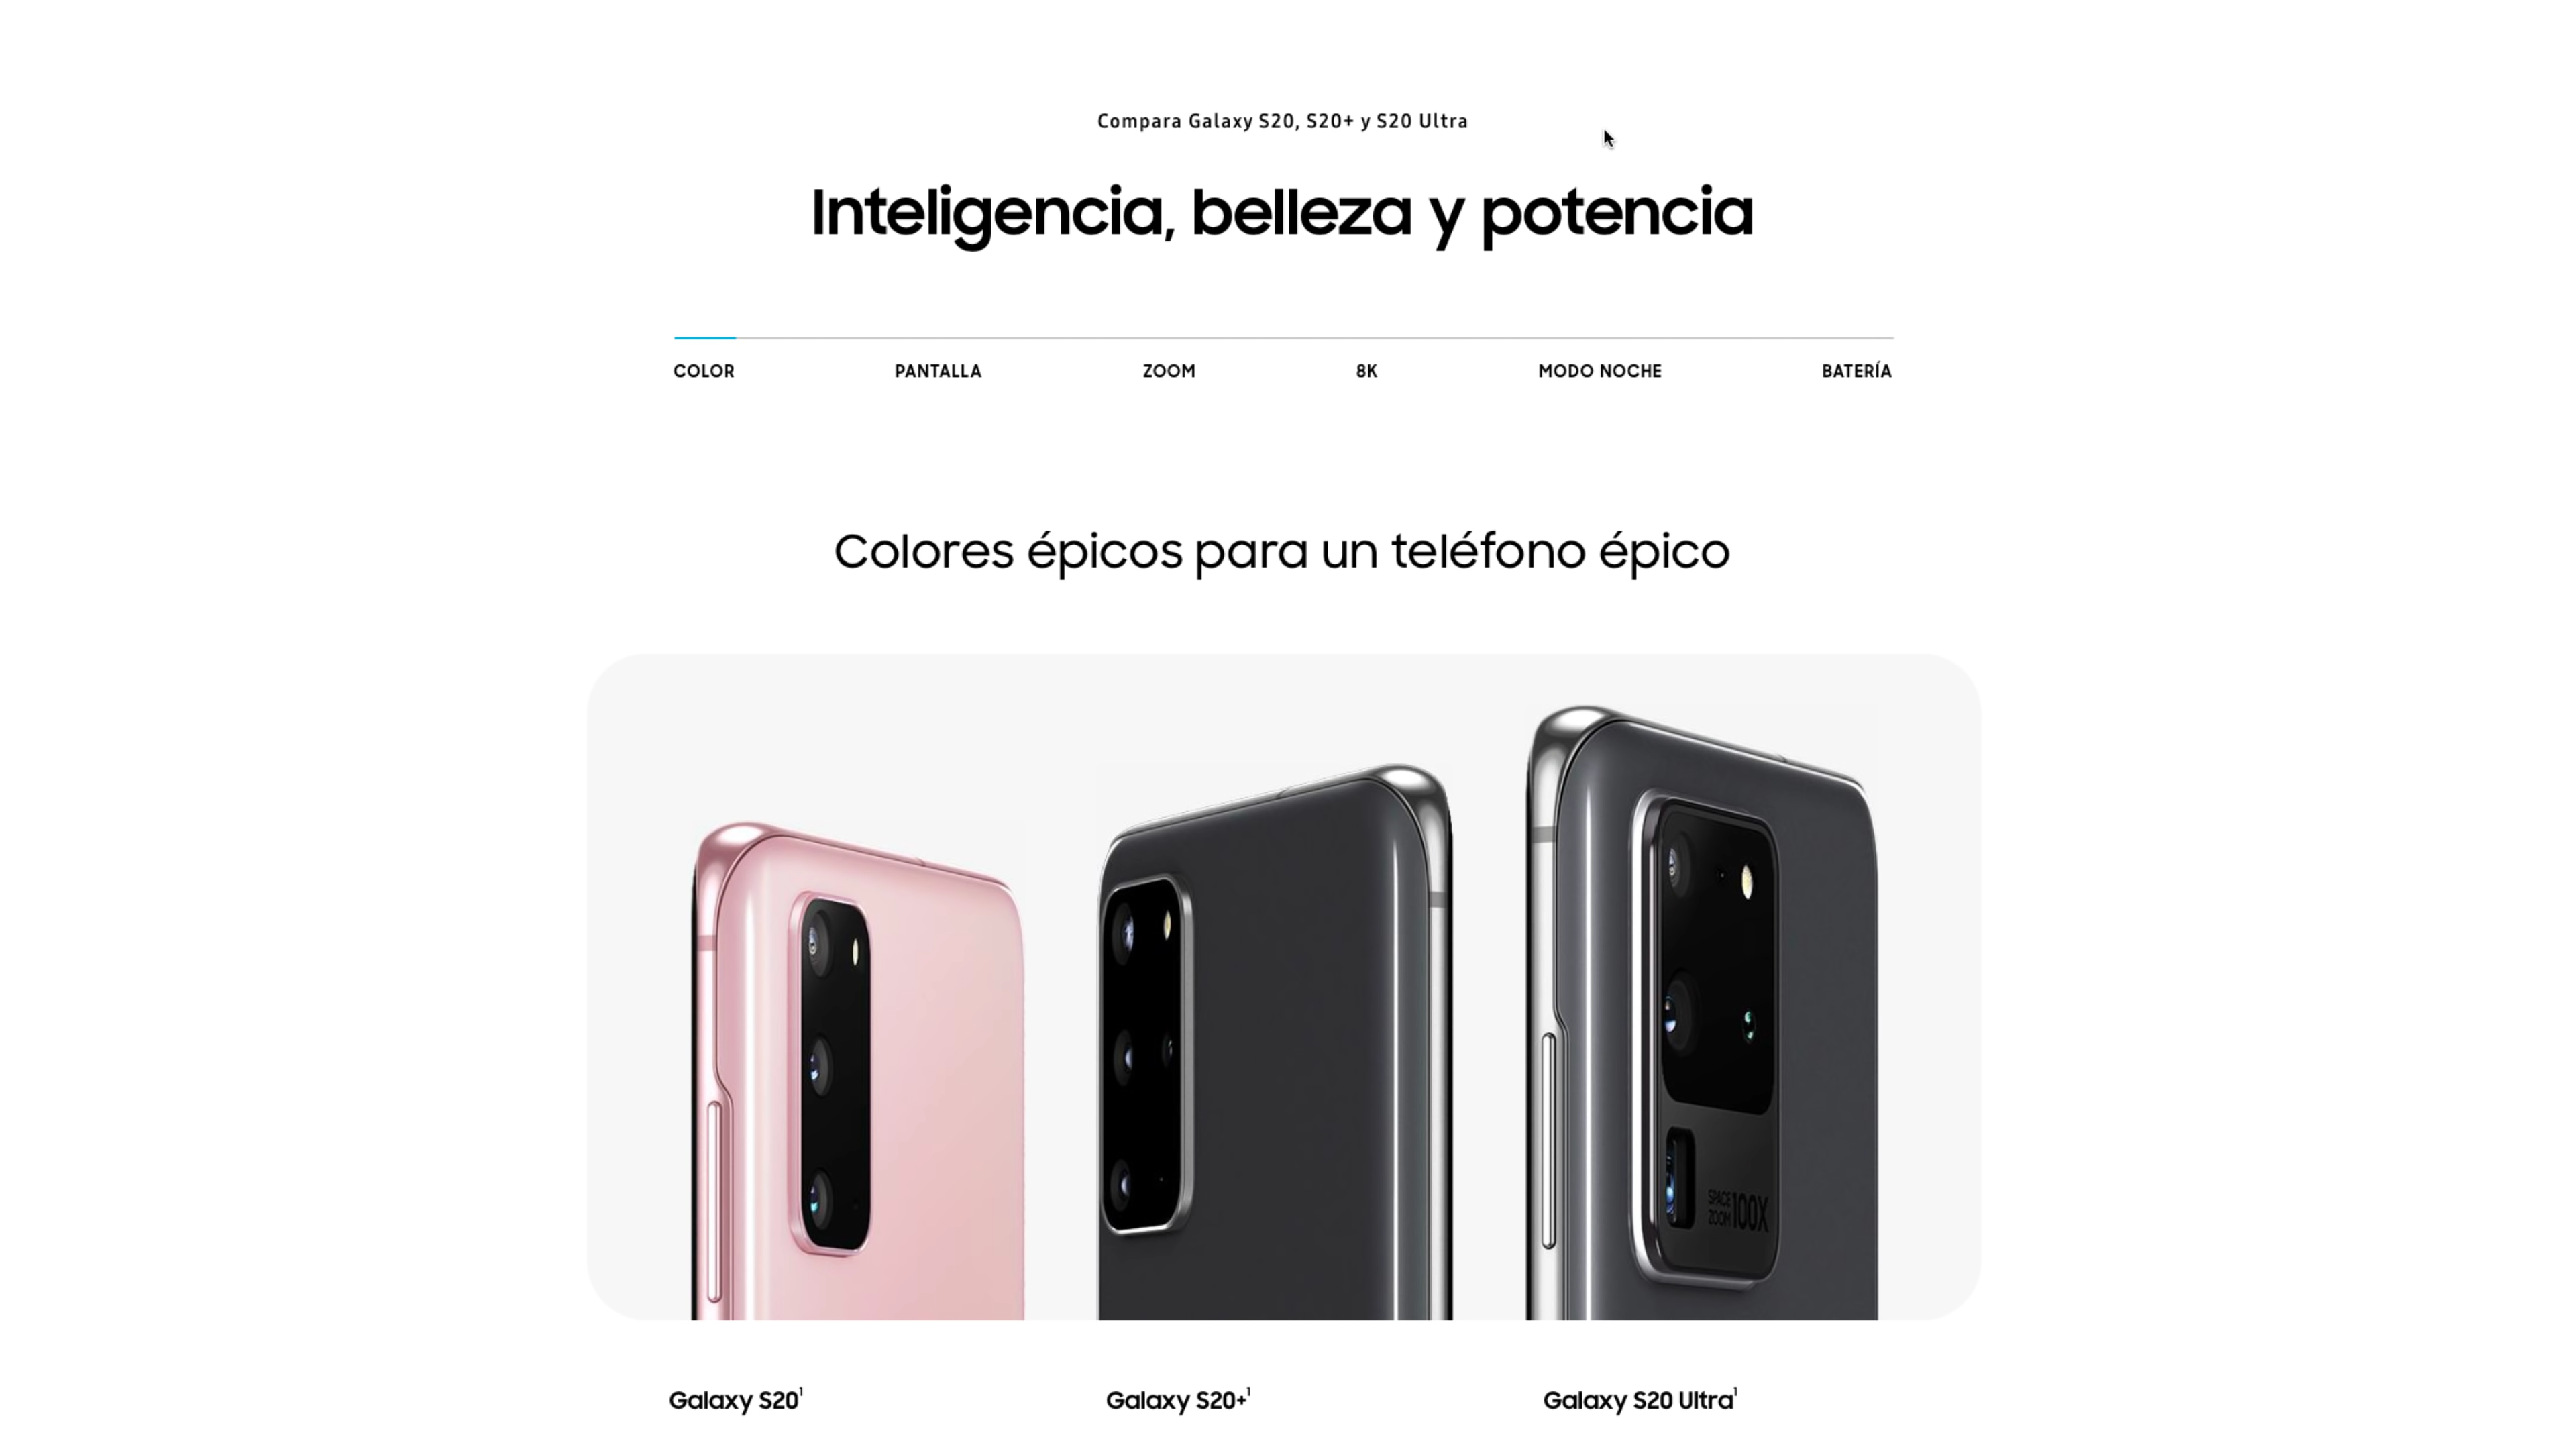 Compara Galaxy S20, S20+ y S20 Ultra
Inteligencia, belleza y potencia
COLOR PANTALLA ZOOM 8K MODO NOCHE BATERÍA
Colores épicos para un teléfono épico
SPACE
ZOOM 100X
Galaxy S20¹ Galaxy S20+¹ Galaxy S20 Ultra¹